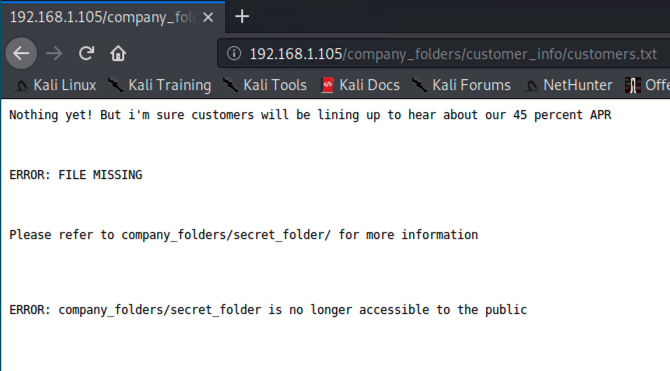 192.168.1.105/company_fol
192.168.1.105/company_folders/customer_info/customers.txt
Kali Linux Kali Training Kali Tools Kali Docs Kali Forums NetHunter
Nothing yet! But i'm sure customers will be lining up to hear about our 45 percent APR
ERROR: FILE MISSING
Please refer to company_folders/secret_folder/ for more information
ERROR: company_folders/secret_folder is no longer accessible to the public